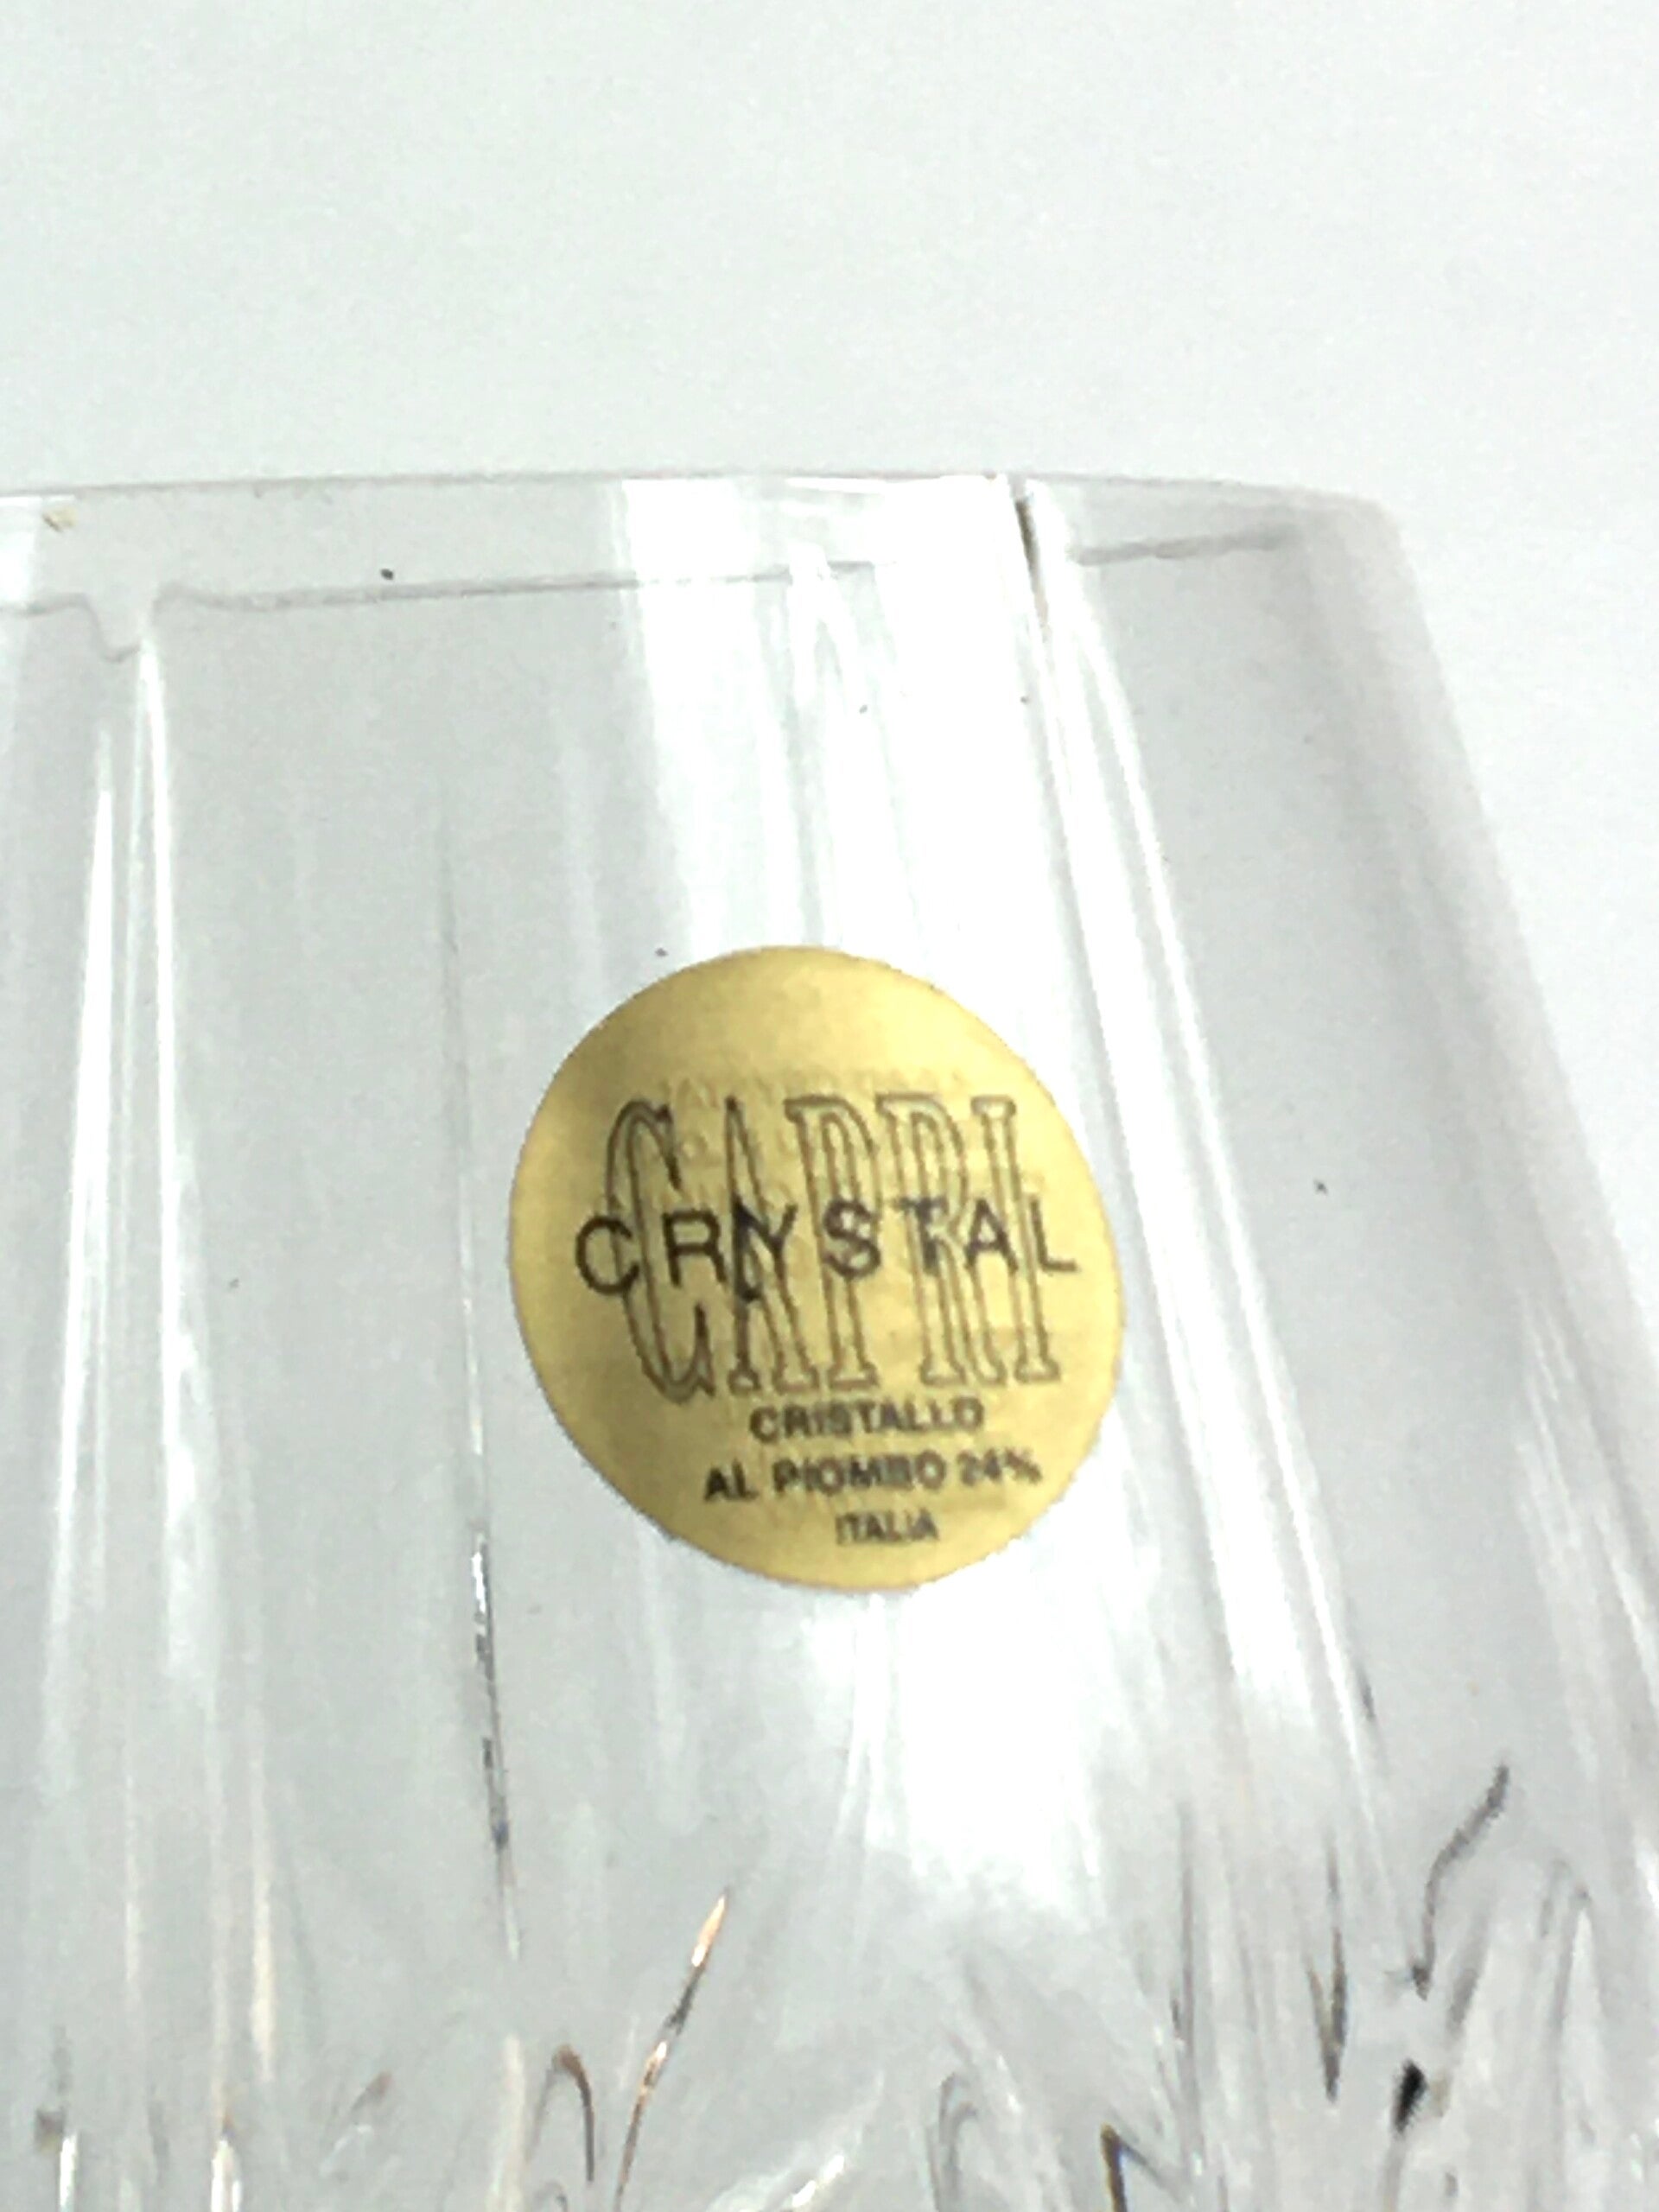 CAPRI
CRYSTAL
CRISTALLO
AL PIOMBO 24%
ITALIA